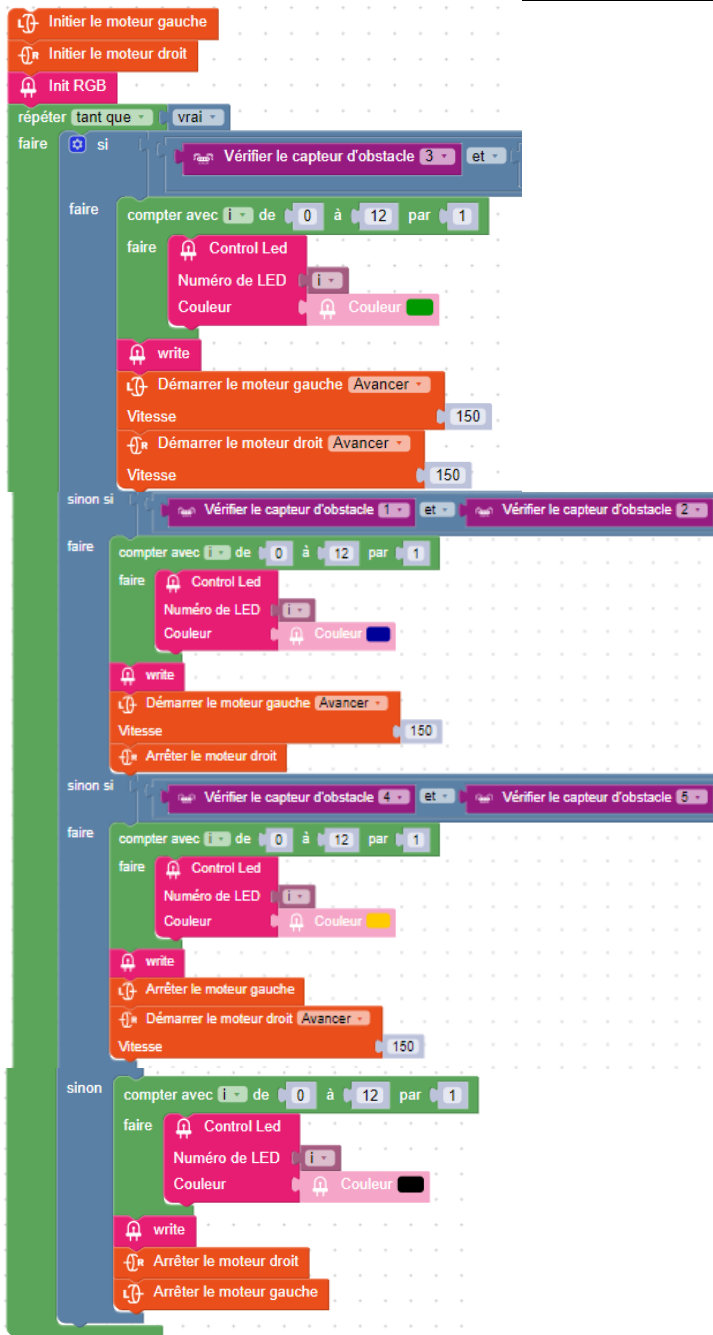 Initier le moteur gauche
Initier le moteur droit
Init RGB
répéter tant que vrai
faire si Vérifier le capteur d'obstacle 3 et
faire compter avec i de 0 à 12 par 1
faire Control Led
Numéro de LED i
Couleur Couleur
write
Démarrer le moteur gauche Avancer
Vitesse 150
Démarrer le moteur droit Avancer
Vitesse 150
sinon si Vérifier le capteur d'obstacle 1 et Vérifier le capteur d'obstacle 2
faire compter avec i de 0 à 12 par 1
faire Control Led
Numéro de LED i
Couleur Couleur
write
Démarrer le moteur gauche Avancer
Vitesse 150
Arrêter le moteur droit
sinon si Vérifier le capteur d'obstacle 4 et Vérifier le capteur d'obstacle 5
faire compter avec i de 0 à 12 par 1
faire Control Led
Numéro de LED i
Couleur Couleur
write
Arrêter le moteur gauche
Démarrer le moteur droit Avancer
Vitesse 150
sinon compter avec i de 0 à 12 par 1
faire Control Led
Numéro de LED i
Couleur Couleur
write
Arrêter le moteur droit
Arrêter le moteur gauche